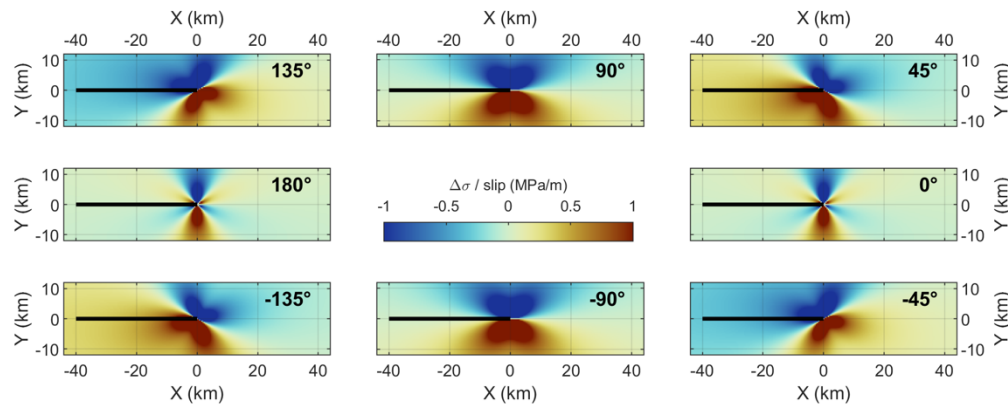 X (km) X (km) X (km)
-40 -20 0 20 40 -40 -20 0 20 40 -40 -20 0 20 40
Y (km) 10 0 -10 135° 90° 45° 10 0 -10 Y (km)
Y (km) 10 0 -10 180° 0° 10 0 -10 Y (km)
Δσ / slip (MPa/m)
-1 -0.5 0 0.5 1
Y (km) 10 0 -10 -135° -90° -45° 10 0 -10 Y (km)
-40 -20 0 20 40 -40 -20 0 20 40 -40 -20 0 20 40
X (km) X (km) X (km)